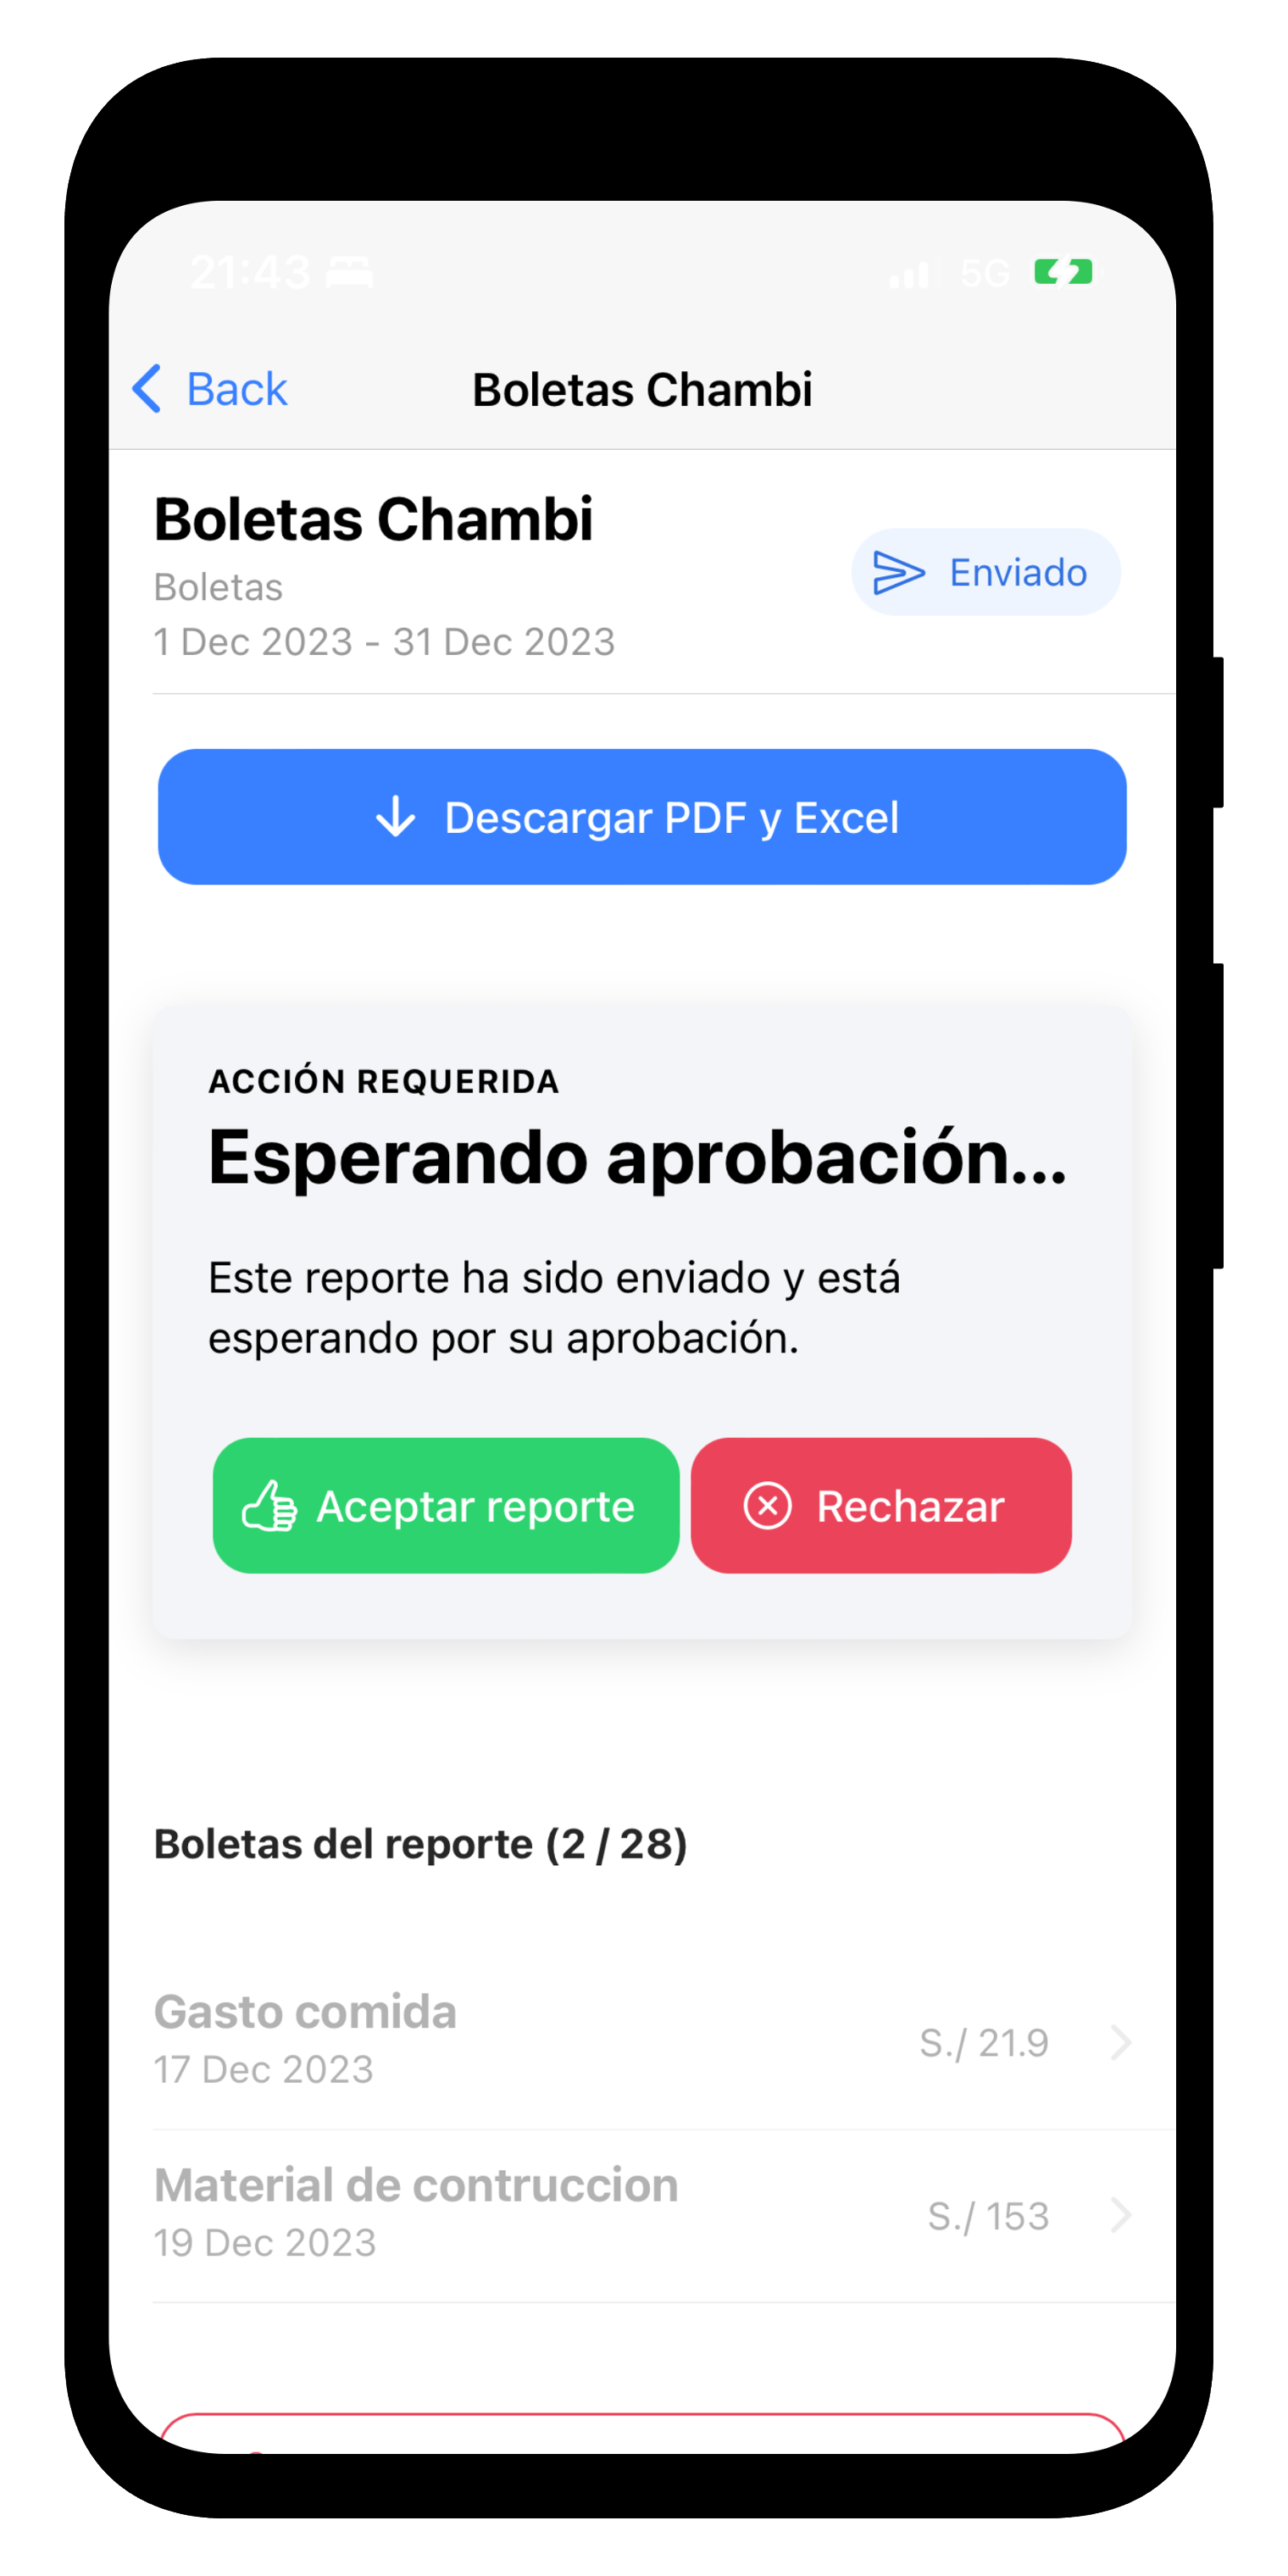 21:43
5G
Back
Boletas Chambi
Boletas Chambi
Boletas
1 Dec 2023 - 31 Dec 2023
Enviado
Descargar PDF y Excel
ACCIÓN REQUERIDA
Esperando aprobación...
Este reporte ha sido enviado y está
esperando por su aprobación.
Aceptar reporte
Rechazar
Boletas del reporte (2 / 28)
Gasto comida
17 Dec 2023
S./ 21.9
Material de contruccion
19 Dec 2023
S./ 153